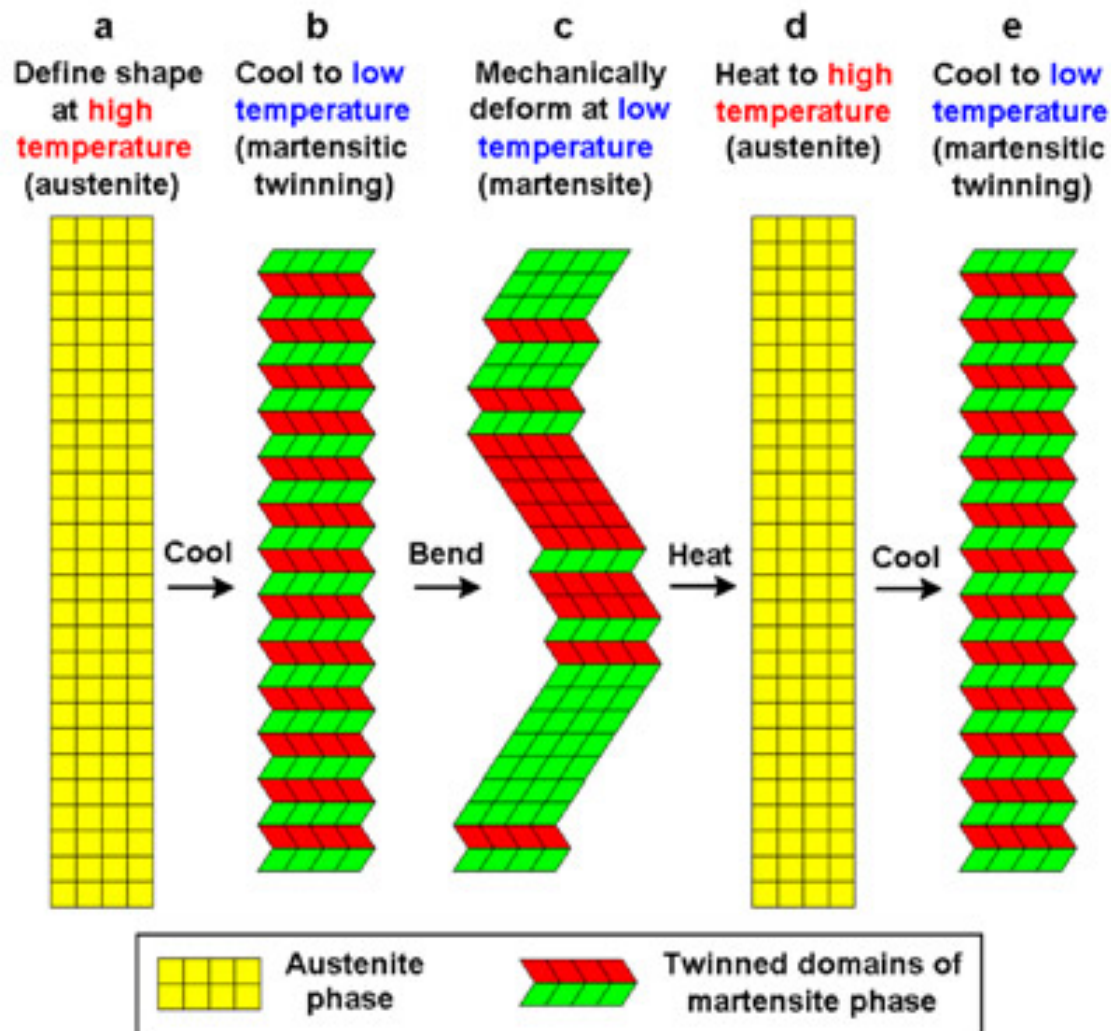 a
Define shape
at high
temperature
(austenite)
b
Cool to low
temperature
(martensitic
twinning)
c
Mechanically
deform at low
temperature
(martensite)
d
Heat to high
temperature
(austenite)
e
Cool to low
temperature
(martensitic
twinning)
Cool
Bend
Heat
Cool
Austenite
phase
Twinned domains of
martensite phase